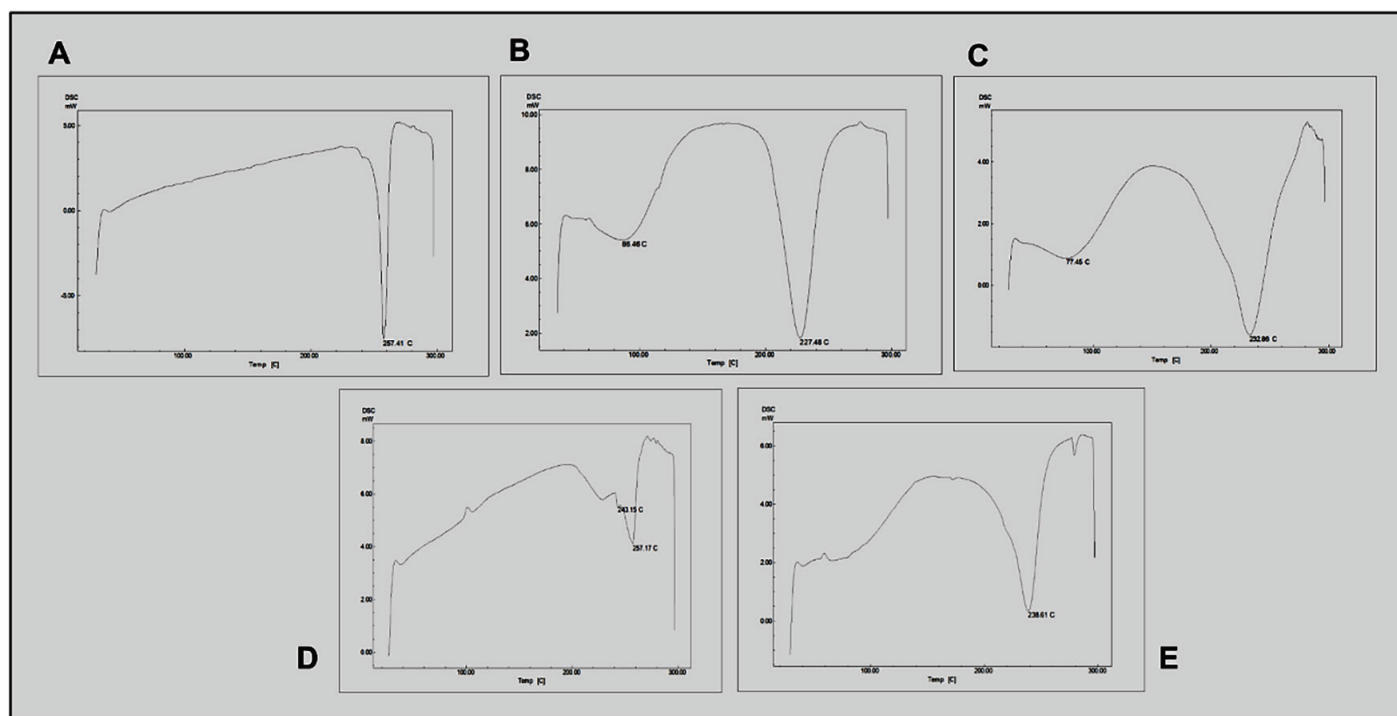 A
DSC
mW
5.00
0.00
-5.00
257.41 C
100.00 200.00 300.00
Temp [C]
B
DSC
mW
10.00
8.00
6.00
4.00
2.00
86.46 C
227.48 C
100.00 200.00 300.00
Temp [C]
C
DSC
mW
4.00
2.00
0.00
77.45 C
232.86 C
100.00 200.00 300.00
Temp [C]
D
DSC
mW
8.00
6.00
4.00
2.00
0.00
243.15 C
257.17 C
100.00 200.00 300.00
Temp [C]
E
DSC
mW
6.00
4.00
2.00
0.00
238.61 C
100.00 200.00 300.00
Temp [C]